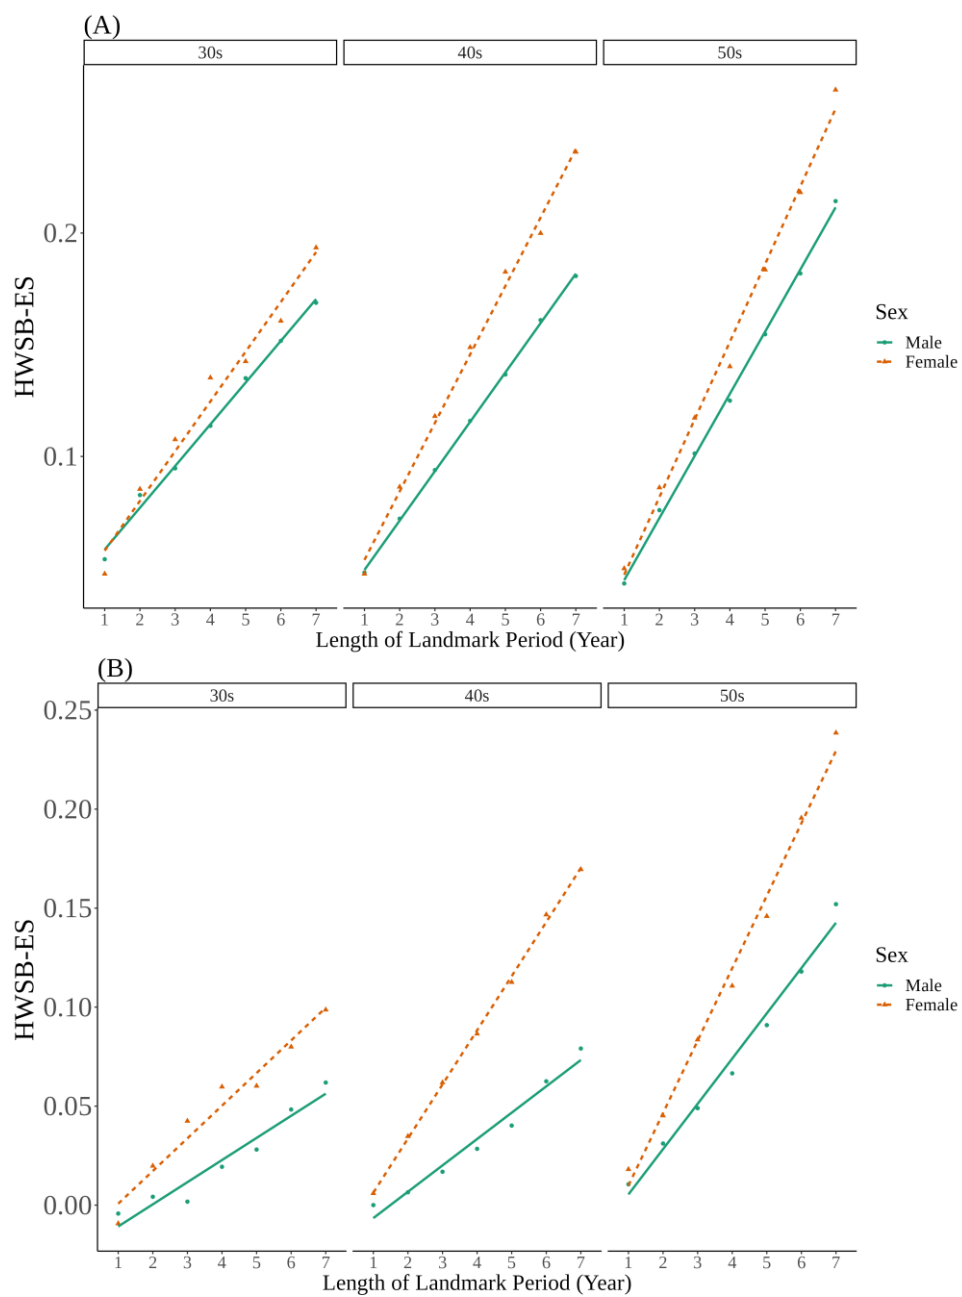 (A)
30s 40s 50s
0.2
0.1
HWSB-ES
1 2 3 4 5 6 7 1 2 3 4 5 6 7 1 2 3 4 5 6 7
Length of Landmark Period (Year)
Sex
Male
Female
(B)
30s 40s 50s
0.25
0.20
0.15
0.10
0.05
0.00
HWSB-ES
1 2 3 4 5 6 7 1 2 3 4 5 6 7 1 2 3 4 5 6 7
Length of Landmark Period (Year)
Sex
Male
Female